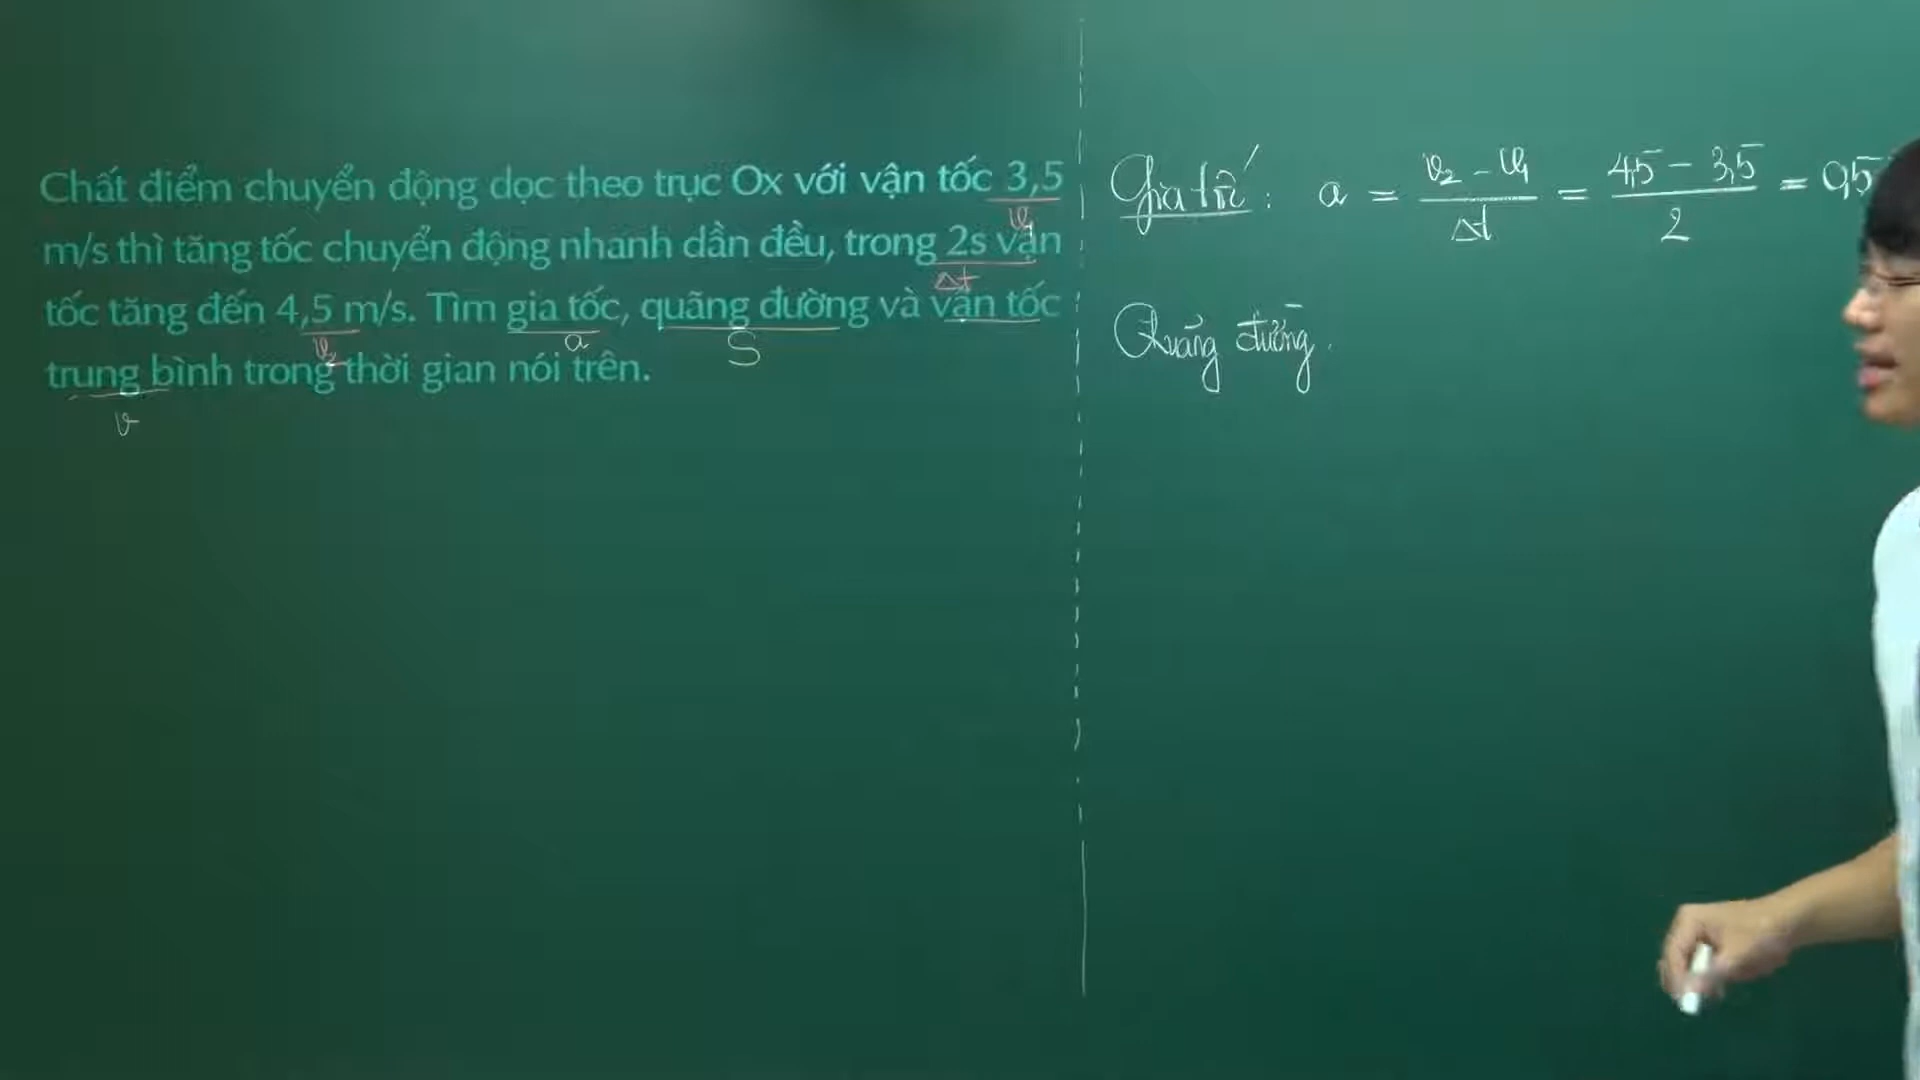 Chất điểm chuyển động dọc theo trục Ox với vận tốc 3,5
v₁
m/s thì tăng tốc chuyển động nhanh dần đều, trong 2s vận
Δt
tốc tăng đến 4,5 m/s. Tìm gia tốc, quãng đường và vận tốc
v₂ a S
trung bình trong thời gian nói trên.
v
Gia tốc: a = (v₂ - v₁)/Δt = (4,5 - 3,5)/2 = 0,5
Quãng đường.